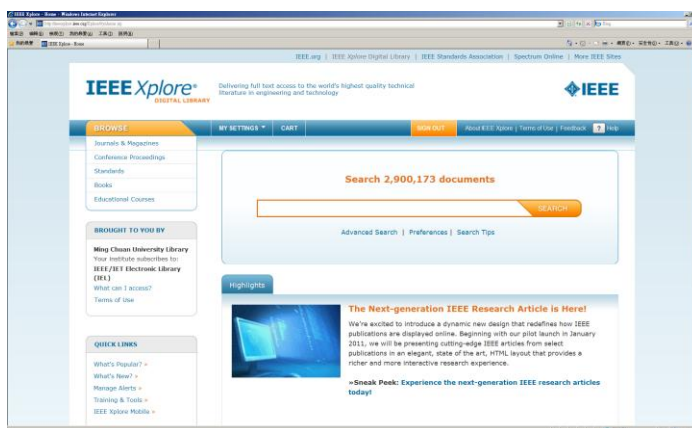 IEEE Xplore - Home - Windows Internet Explorer
IEEE Xplore - Home
IEEE.org | IEEE Xplore Digital Library | IEEE Standards Association | Spectrum Online | More IEEE Sites
IEEE Xplore®
DIGITAL LIBRARY
Delivering full text access to the world's highest quality technical
literature in engineering and technology
IEEE
BROWSE
MY SETTINGS CART SIGN OUT About IEEE Xplore | Terms of Use | Feedback ? Help
Journals & Magazines
Conference Proceedings
Standards
Books
Educational Courses
Search 2,900,173 documents
SEARCH
Advanced Search | Preferences | Search Tips
BROUGHT TO YOU BY
Ming Chuan University Library
Your institute subscribes to:
IEEE/IET Electronic Library
(IEL)
What can I access?
Terms of Use
Highlights
The Next-generation IEEE Research Article is Here!
We're excited to introduce a dynamic new design that redefines how IEEE
publications are displayed online. Beginning with our pilot launch in January
2011, we will be presenting cutting-edge IEEE articles from select
publications in an elegant, state of the art, HTML layout that provides a
richer and more interactive research experience.
»Sneak Peek: Experience the next-generation IEEE research articles
today!
QUICK LINKS
What's Popular? »
What's New? »
Manage Alerts »
Training & Tools »
IEEE Xplore Mobile »